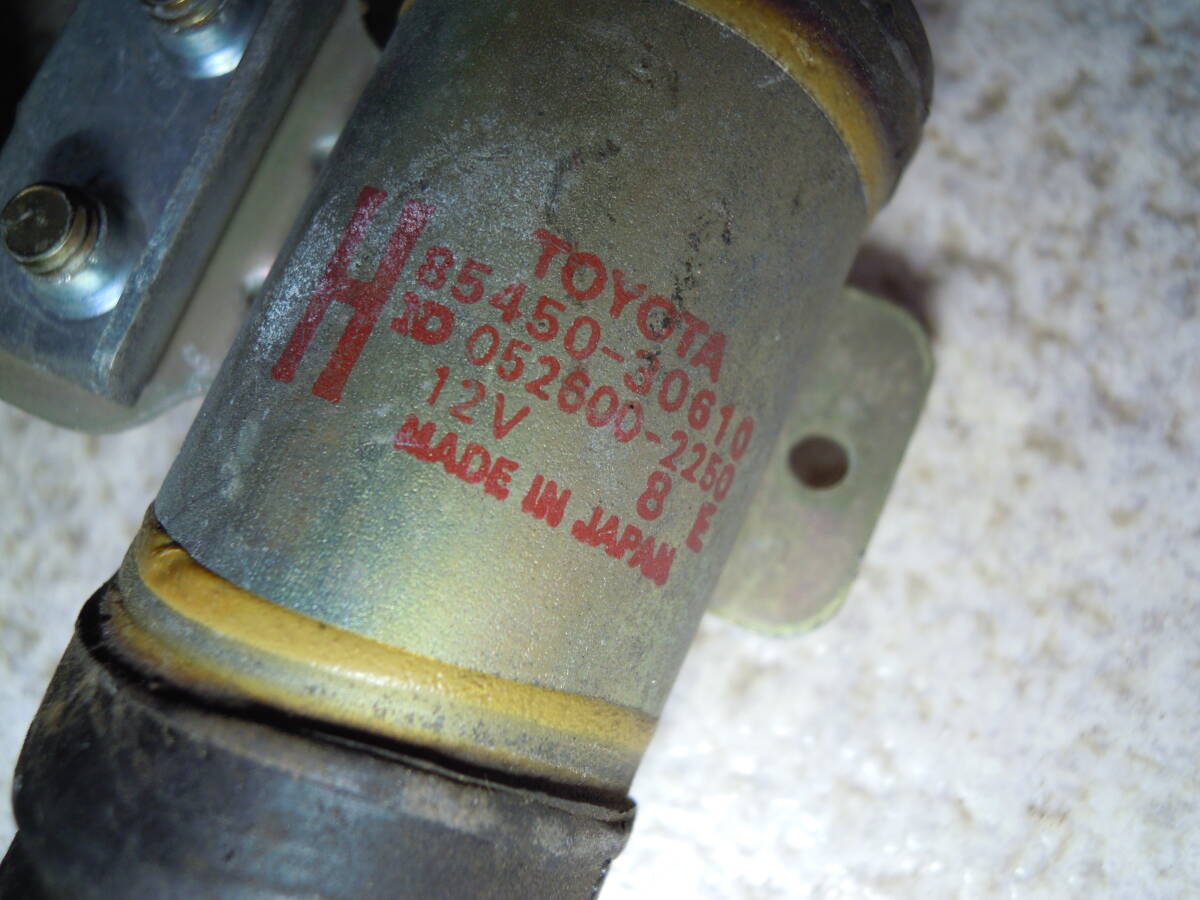 H
TOYOTA
85450-30610
ND 052600-2250
12V 8 E
MADE IN JAPAN